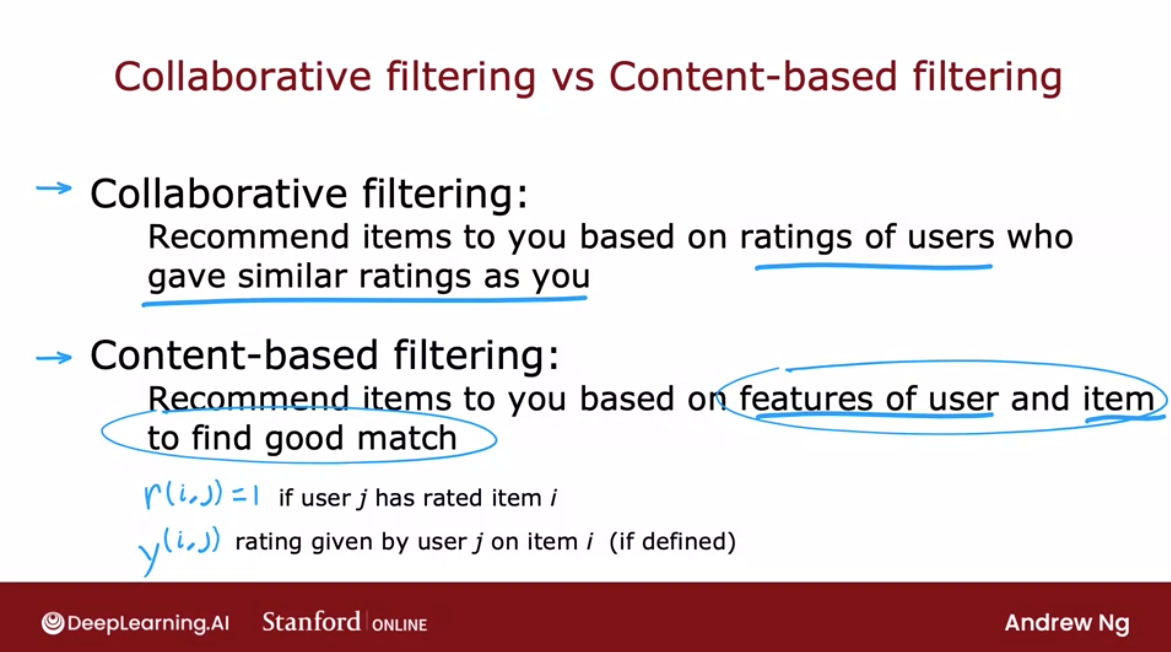 Collaborative filtering vs Content-based filtering
→ Collaborative filtering:
Recommend items to you based on ratings of users who
gave similar ratings as you
→ Content-based filtering:
Recommend items to you based on features of user and item
to find good match
r(i,j)=1 if user j has rated item i
y^(i,j) rating given by user j on item i (if defined)
DeepLearning.AI Stanford ONLINE Andrew Ng